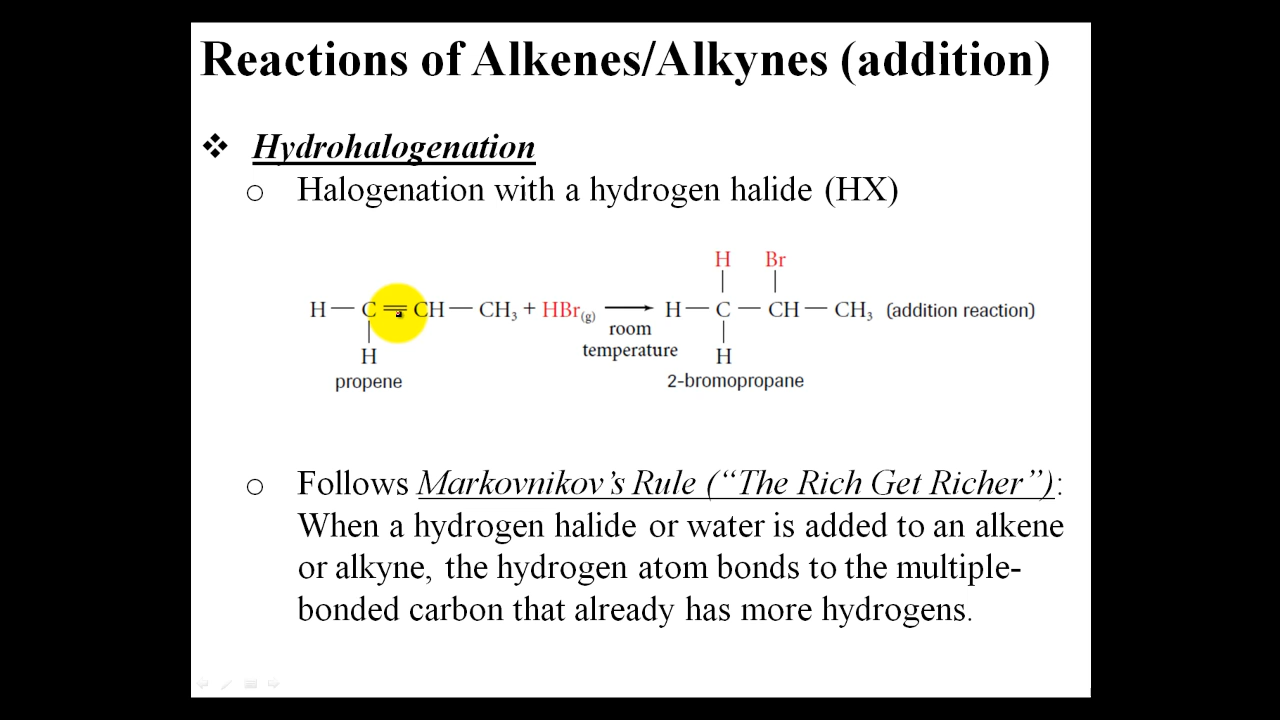 Reactions of Alkenes/Alkynes (addition)
❖ Hydrohalogenation
o Halogenation with a hydrogen halide (HX)
H Br
H — C = CH — CH₃ + HBr(g) ⟶ H — C — CH — CH₃ (addition reaction)
room
temperature
H H
propene 2-bromopropane
o Follows Markovnikov's Rule (“The Rich Get Richer”):
When a hydrogen halide or water is added to an alkene
or alkyne, the hydrogen atom bonds to the multiple-
bonded carbon that already has more hydrogens.